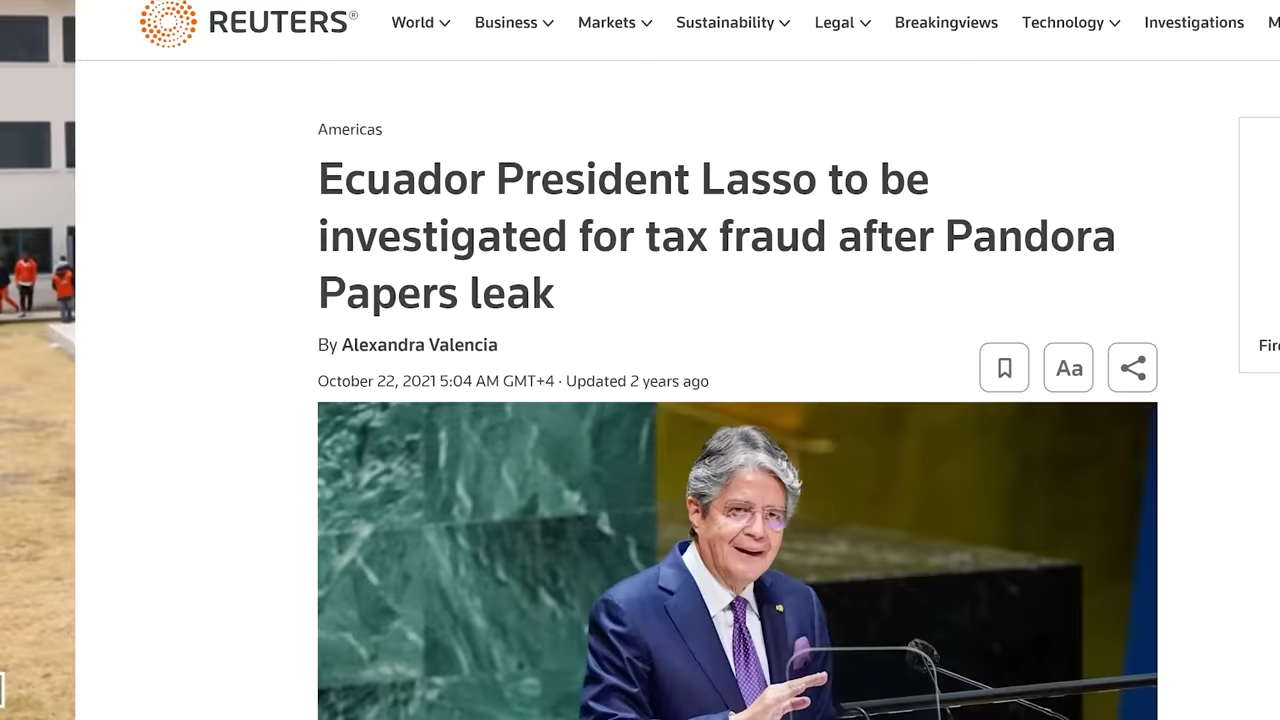 REUTERS®
World Business Markets Sustainability Legal Breakingviews Technology Investigations M
Americas
Ecuador President Lasso to be
investigated for tax fraud after Pandora
Papers leak
By Alexandra Valencia
October 22, 2021 5:04 AM GMT+4 · Updated 2 years ago
Aa
Fir